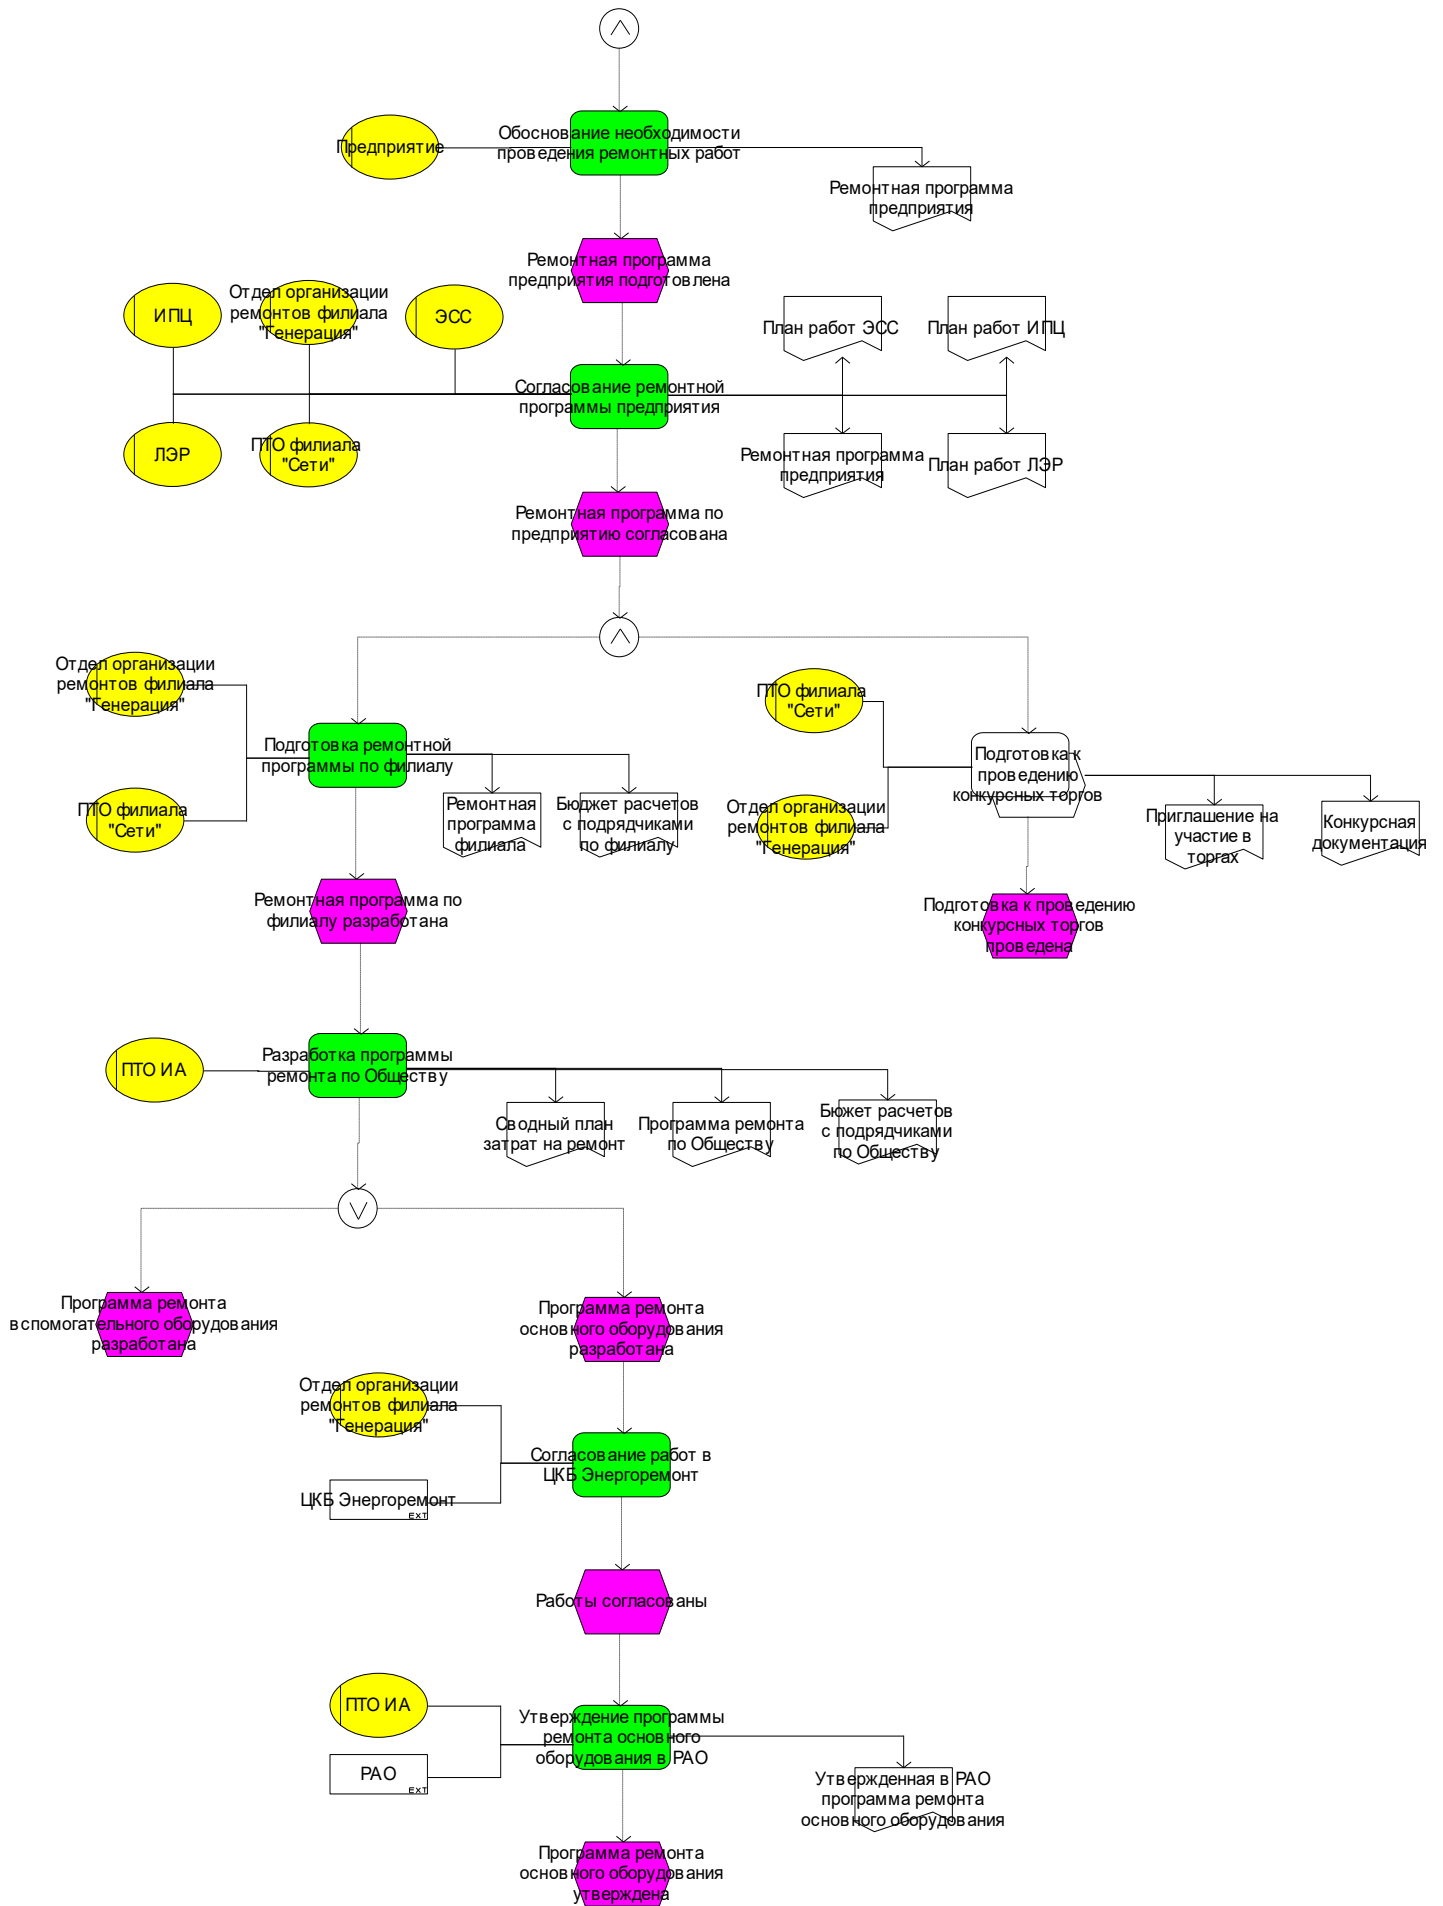 Предприятие
Обоснование необходимости
проведения ремонтных работ
Ремонтная программа
предприятия
Ремонтная программа
предприятия подготовлена
ИПЦ
Отдел организации
ремонтов филиала
"Генерация"
ЭСС
План работ ЭСС
План работ ИПЦ
Согласование ремонтной
программы предприятия
ЛЭР
ПТО филиала
"Сети"
Ремонтная программа
предприятия
План работ ЛЭР
Ремонтная программа по
предприятию согласована
Отдел организации
ремонтов филиала
"Генерация"
ПТО филиала
"Сети"
Подготовка ремонтной
программы по филиалу
Подготовка к
проведению
конкурсных торгов
ПТО филиала
"Сети"
Ремонтная
программа
филиала
Бюджет расчетов
с подрядчиками
по филиалу
Отдел организации
ремонтов филиала
"Генерация"
Приглашение на
участие в
торгах
Конкурсная
документация
Ремонтная программа по
филиалу разработана
Подготовка к проведению
конкурсных торгов
проведена
ПТО ИА
Разработка программы
ремонта по Обществу
Сводный план
затрат на ремонт
Программа ремонта
по Обществу
Бюжет расчетов
с подрядчиками
по Обществу
Программа ремонта
вспомогательного оборудования
разработана
Программа ремонта
основного оборудования
разработана
Отдел организации
ремонтов филиала
"Генерация"
Согласование работ в
ЦКБ Энергоремонт
ЦКБ Энергоремонт
EXT
Работы согласованы
ПТО ИА
Утверждение программы
ремонта основного
оборудования в РАО
РАО
EXT
Утвержденная в РАО
программа ремонта
основного оборудования
Программа ремонта
основного оборудования
утверждена